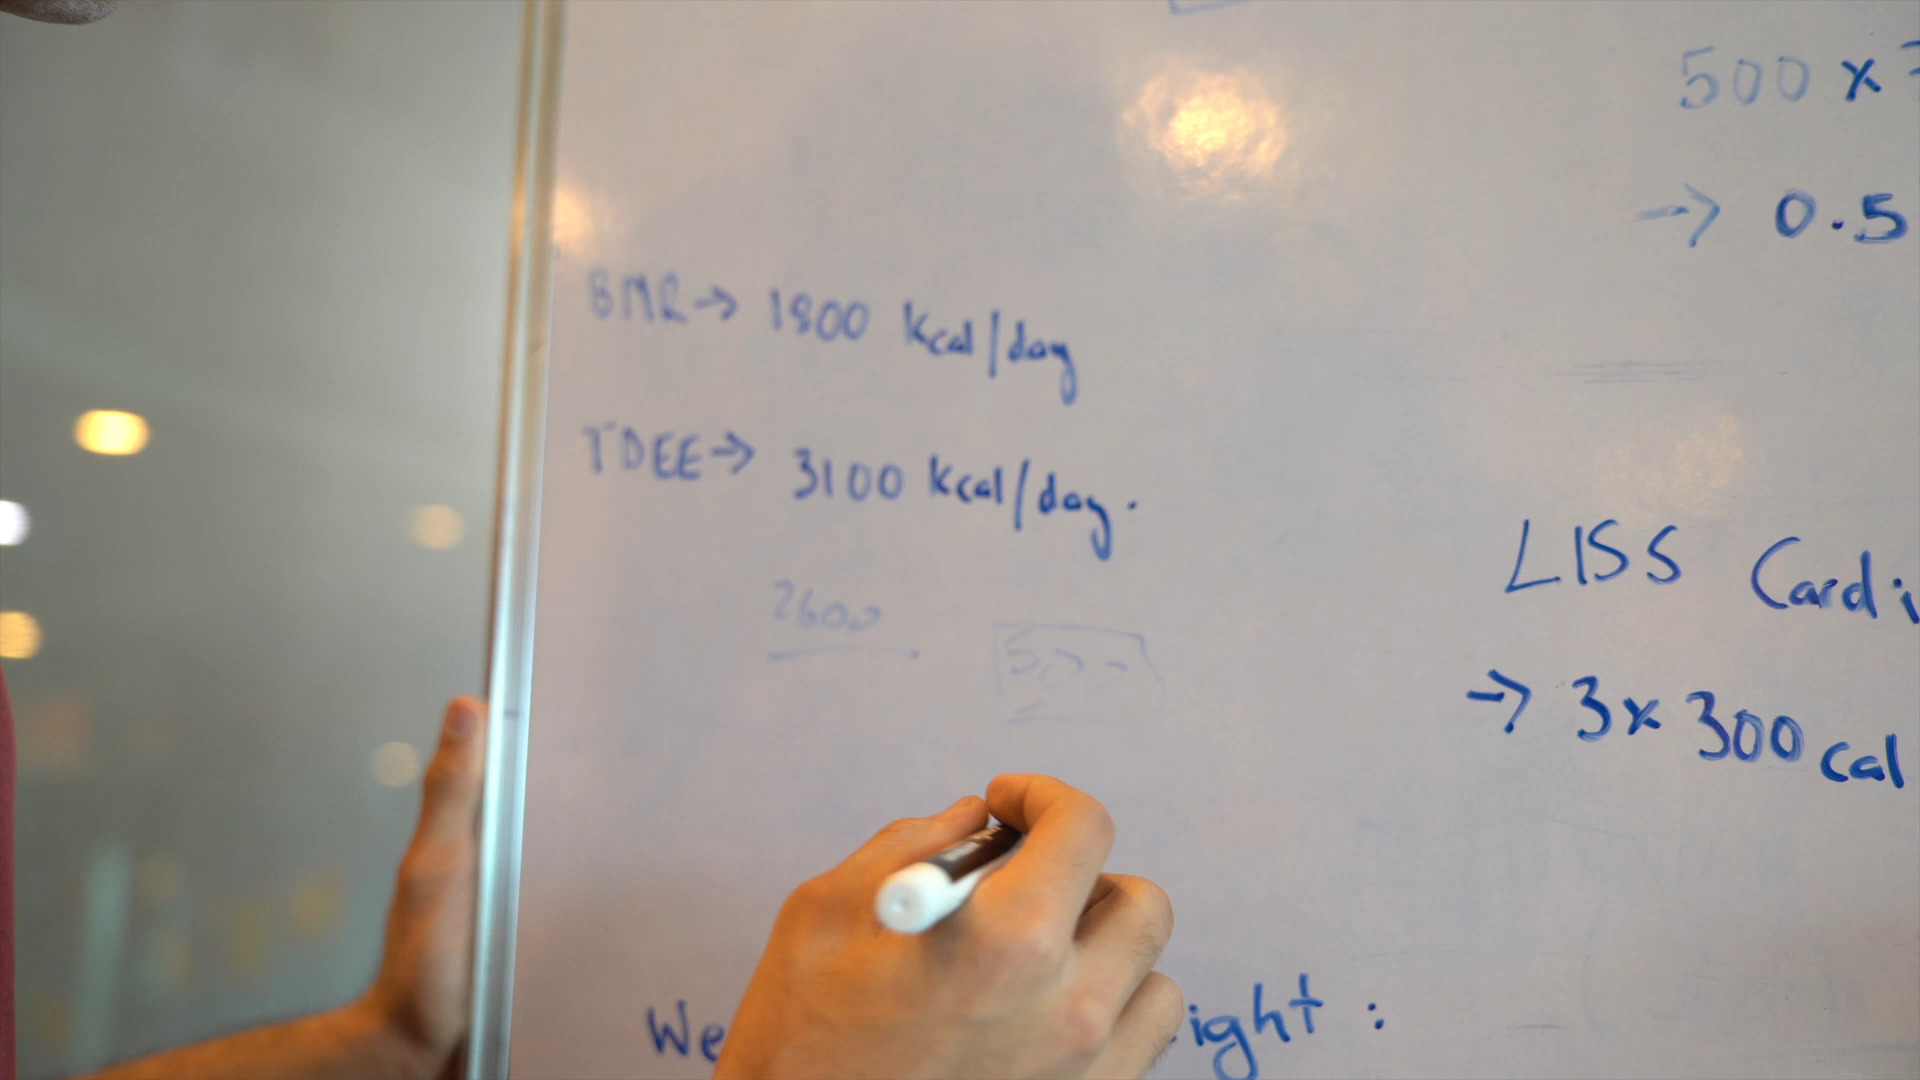 BMR → 1800 kcal/day
TDEE → 3100 kcal/day.
2600
500
500 x
→ 0.5
LISS Cardi
→ 3x 300 cal
We
ight :